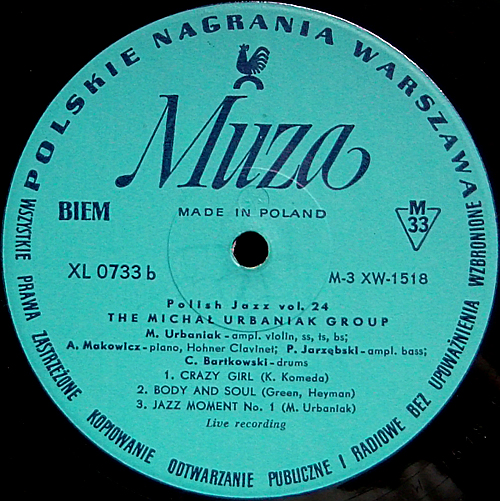 POLSKIE NAGRANIA WARSZAWA
Muza
BIEM
MADE IN POLAND
M
33
XL 0733 b
M-3 XW-1518
Polish Jazz vol. 24
THE MICHAŁ URBANIAK GROUP
M. Urbaniak - ampl. violin, ss, ts, bs;
A. Makowicz - piano, Hohner Clavinet; P. Jarzębski - ampl. bass;
C. Bartkowski - drums
1. CRAZY GIRL (K. Komeda)
2. BODY AND SOUL (Green, Heyman)
3. JAZZ MOMENT No. 1 (M. Urbaniak)
Live recording
WSZYSTKIE PRAWA ZASTRZEŻONE KOPIOWANIE ODTWARZANIE PUBLICZNE I RADIOWE BEZ UPOWAŻNIENIA WZBRONIONE